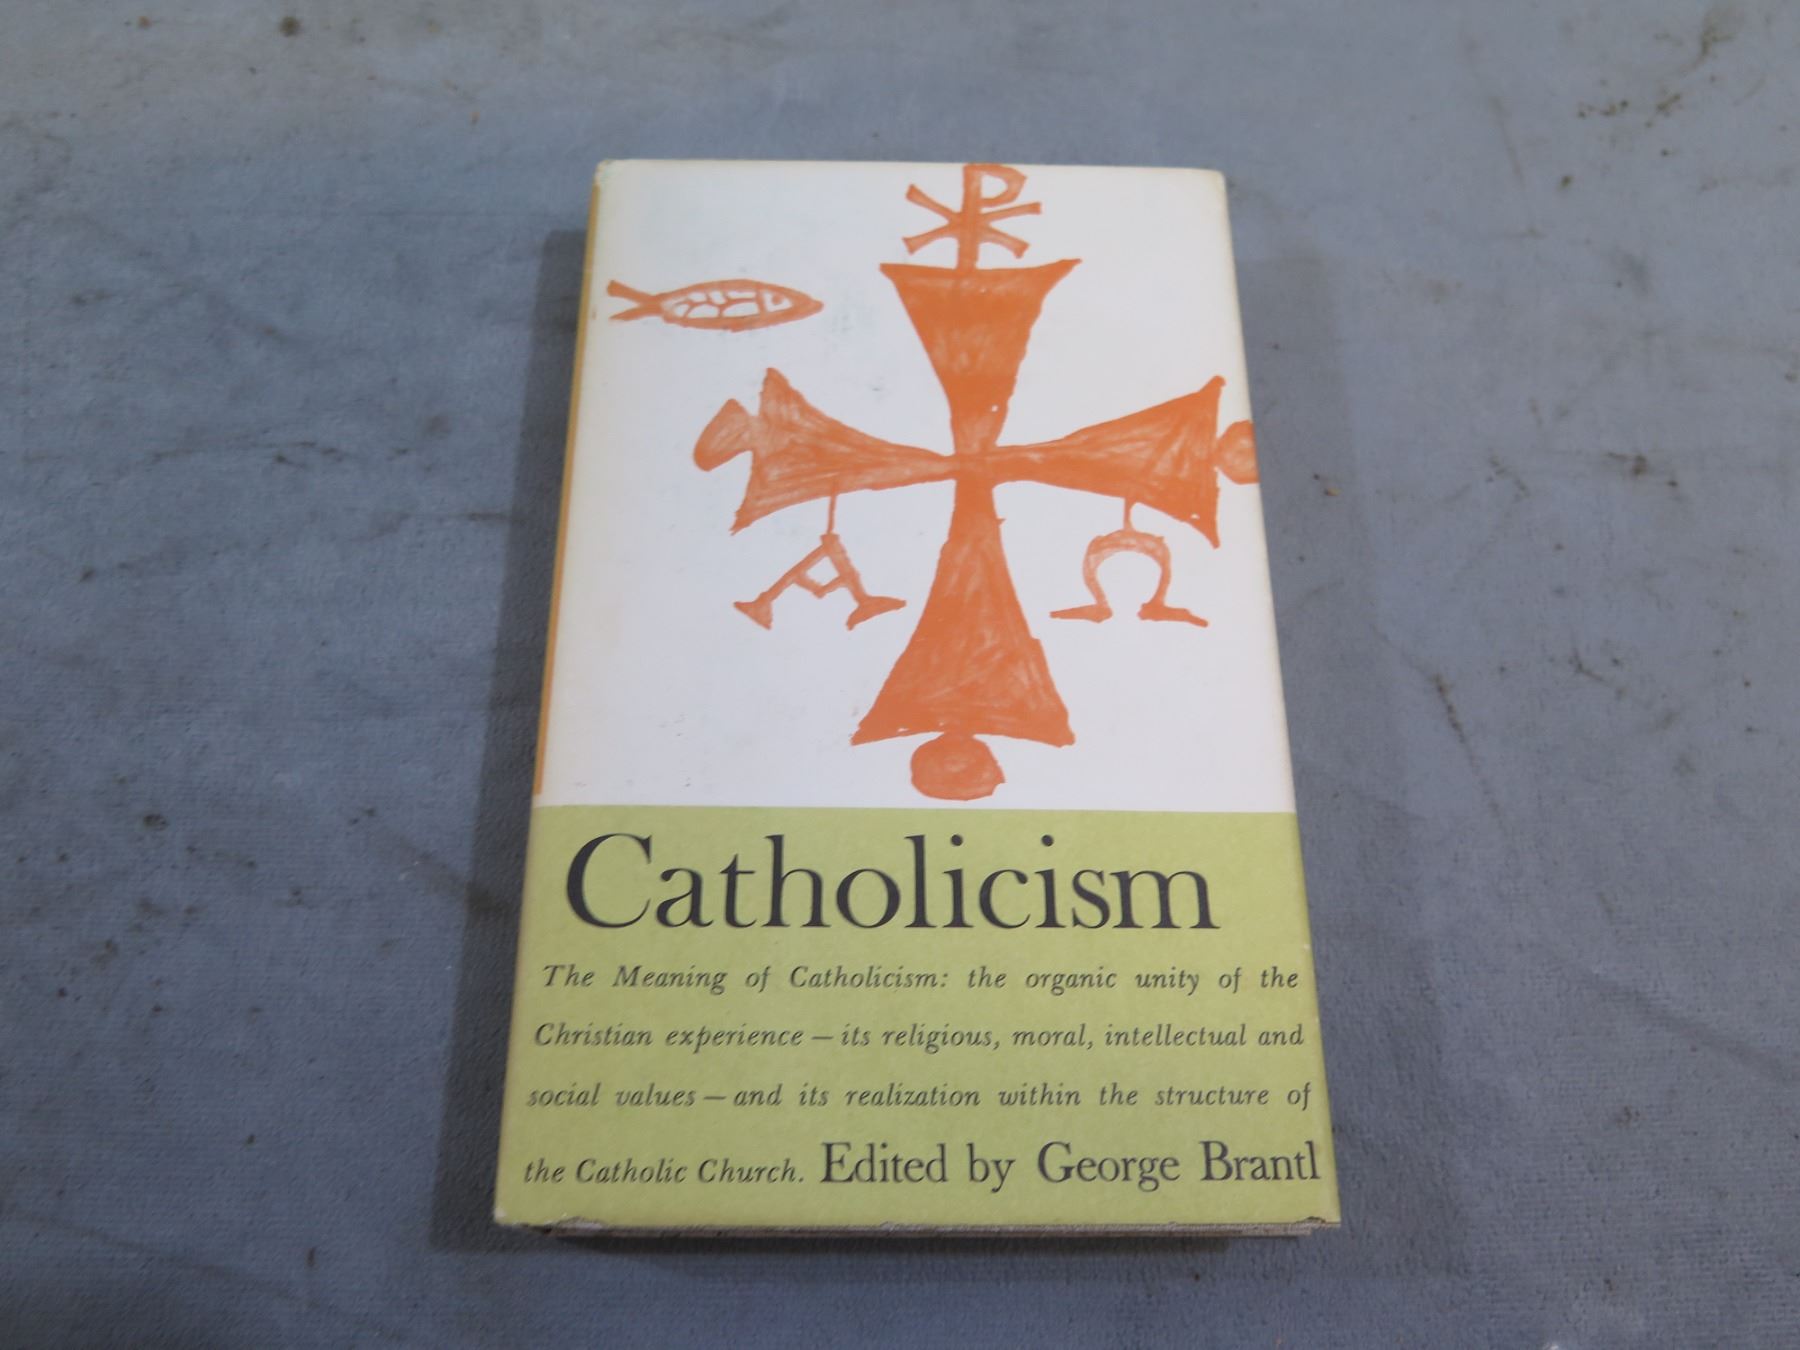 ☧
Α Ω
Catholicism
The Meaning of Catholicism: the organic unity of the
Christian experience — its religious, moral, intellectual and
social values — and its realization within the structure of
the Catholic Church. Edited by George Brantl